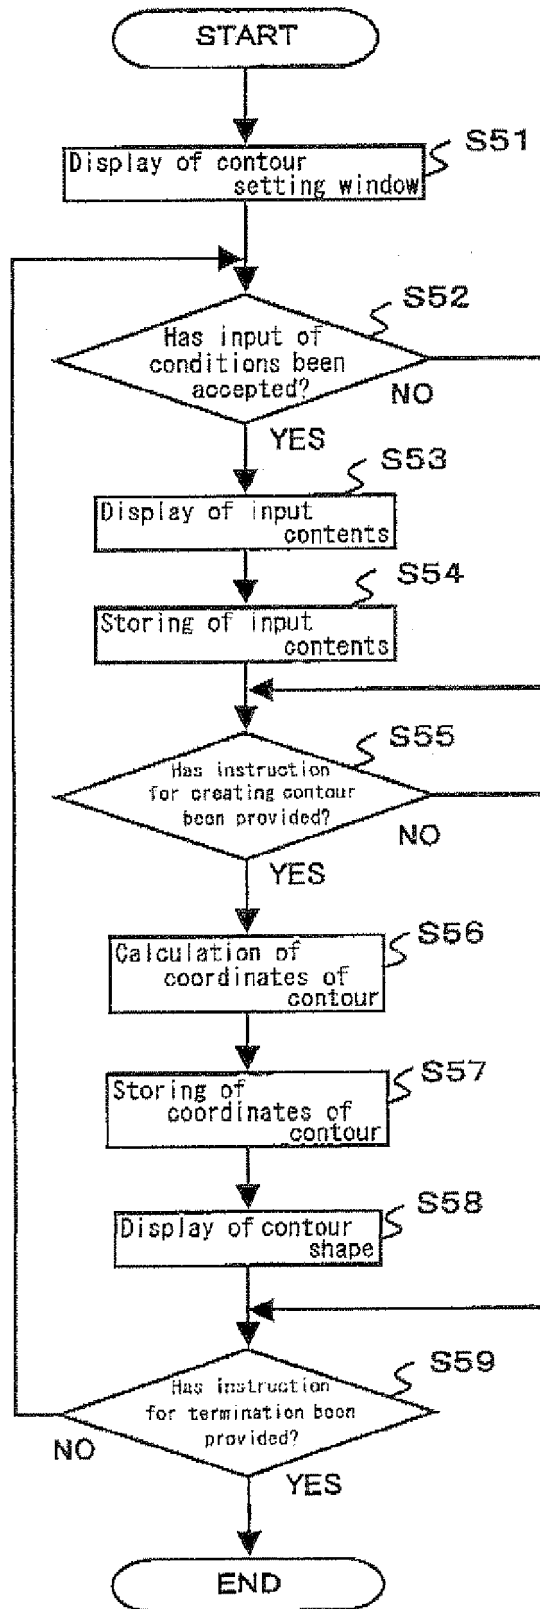 START
S51
Display of contour
setting window
S52
Has input of
conditions been
accepted?
NO
YES
S53
Display of input
contents
S54
Storing of input
contents
S55
Has instruction
for creating contour
been provided?
NO
YES
S56
Calculation of
coordinates of
contour
S57
Storing of
coordinates of
contour
S58
Display of contour
shape
S59
Has instruction
for termination been
provided?
NO
YES
END